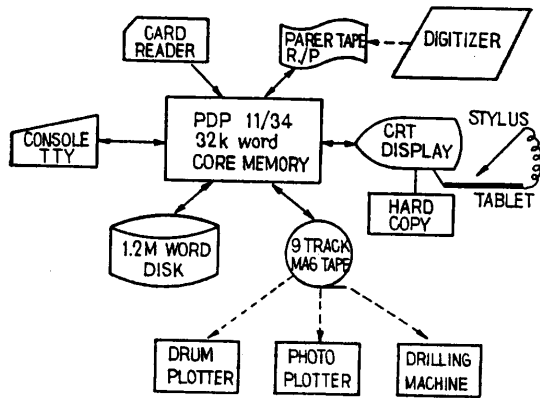 CARD
READER
PARER TAPE
R./P
DIGITIZER
PDP 11/34
32k word
CORE MEMORY
CONSOLE
TTY
CRT
DISPLAY
STYLUS
TABLET
HARD
COPY
1.2M WORD
DISK
9 TRACK
MAG TAPE
DRUM
PLOTTER
PHOTO
PLOTTER
DRILLING
MACHINE